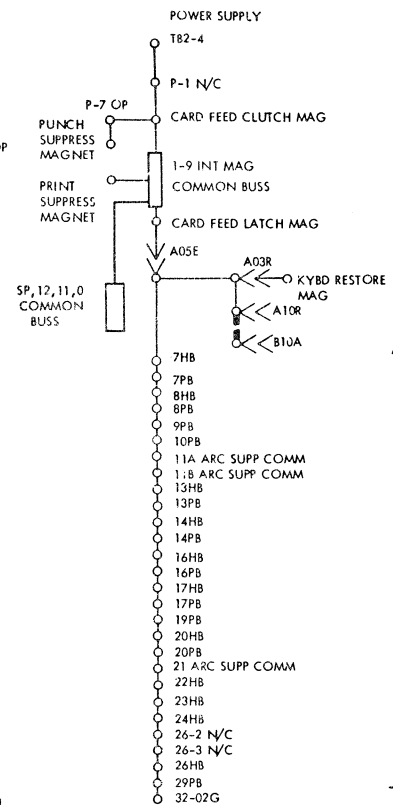 POWER SUPPLY
TB2-4
P-1 N/C
P-7 OP
CARD FEED CLUTCH MAG
PUNCH
SUPPRESS
MAGNET
1-9 INT MAG
COMMON BUSS
PRINT
SUPPRESS
MAGNET
CARD FEED LATCH MAG
A05E
A03R
KYBD RESTORE
MAG
SP,12,11,0
COMMON
BUSS
A10R
B10A
7HB
7PB
8HB
8PB
9PB
10PB
11A ARC SUPP COMM
11B ARC SUPP COMM
13HB
13PB
14HB
14PB
16HB
16PB
17HB
17PB
19PB
20HB
20PB
21 ARC SUPP COMM
22HB
23HB
24HB
26-2 N/C
26-3 N/C
26HB
29PB
32-02G